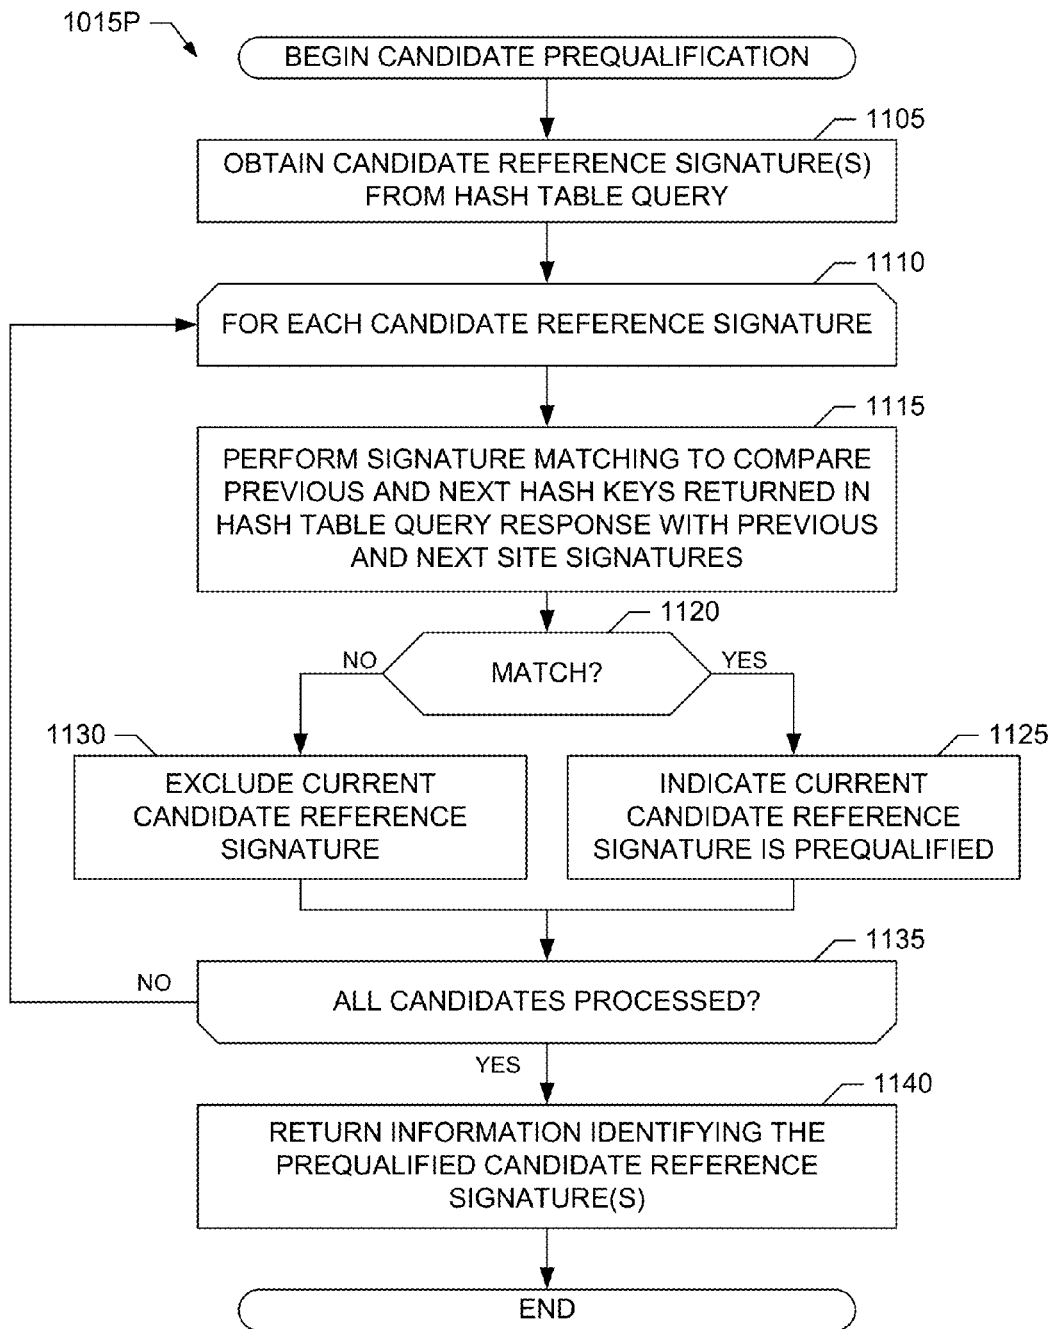 1015P
BEGIN CANDIDATE PREQUALIFICATION
1105
OBTAIN CANDIDATE REFERENCE SIGNATURE(S)
FROM HASH TABLE QUERY
1110
FOR EACH CANDIDATE REFERENCE SIGNATURE
1115
PERFORM SIGNATURE MATCHING TO COMPARE
PREVIOUS AND NEXT HASH KEYS RETURNED IN
HASH TABLE QUERY RESPONSE WITH PREVIOUS
AND NEXT SITE SIGNATURES
1120
NO
MATCH?
YES
1130
EXCLUDE CURRENT
CANDIDATE REFERENCE
SIGNATURE
1125
INDICATE CURRENT
CANDIDATE REFERENCE
SIGNATURE IS PREQUALIFIED
1135
NO
ALL CANDIDATES PROCESSED?
YES
1140
RETURN INFORMATION IDENTIFYING THE
PREQUALIFIED CANDIDATE REFERENCE
SIGNATURE(S)
END